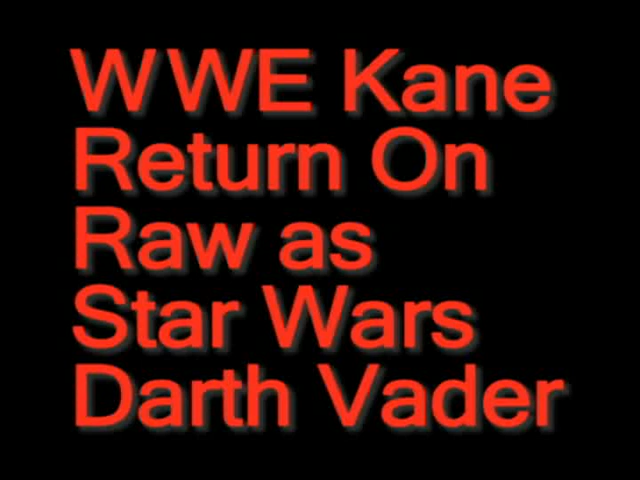 WWE Kane
Return On
Raw as
Star Wars
Darth Vader